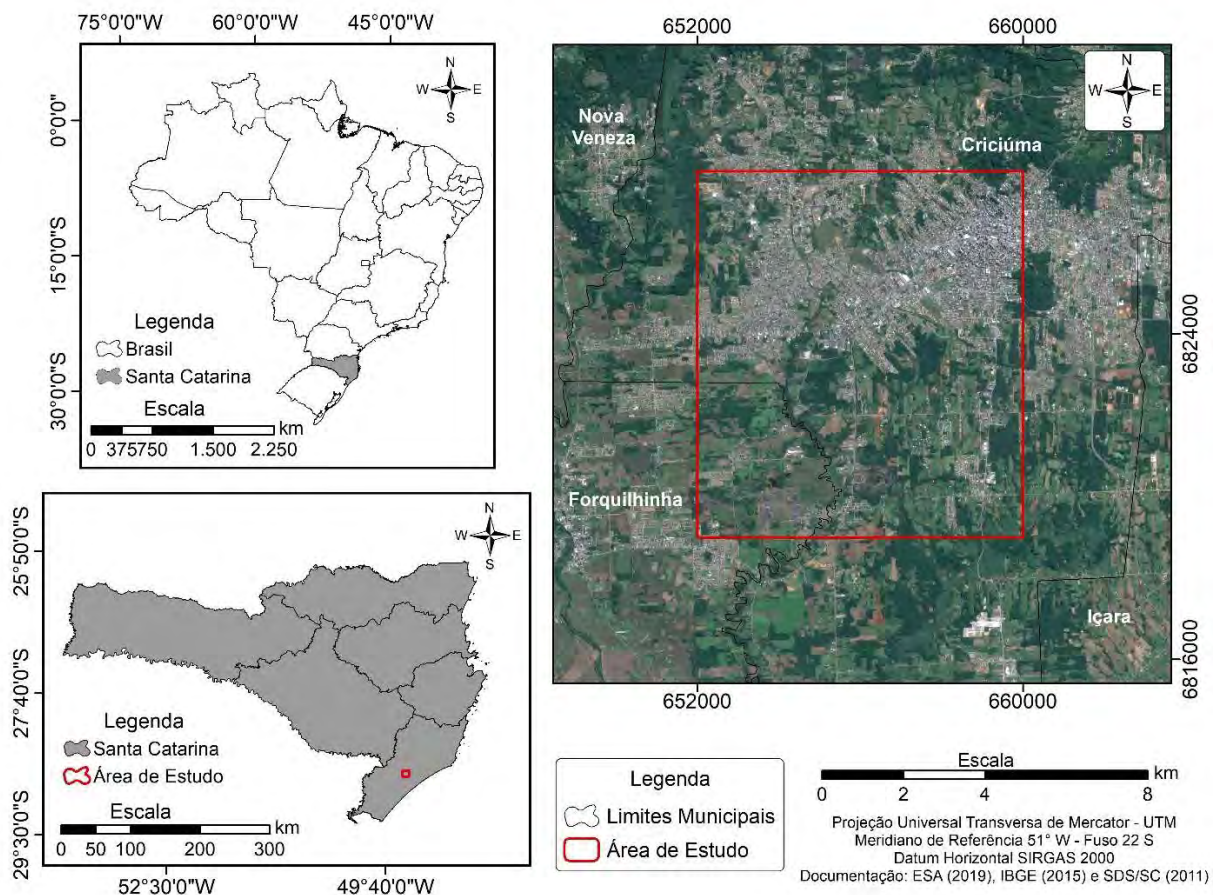 75°0'0"W 60°0'0"W 45°0'0"W
0°0'0"
15°0'0"S
30°0'0"S
N
W E
S
Legenda
Brasil
Santa Catarina
Escala
km
0 375750 1.500 2.250
25°50'0"S
27°40'0"S
29°30'0"S
N
W E
S
Legenda
Santa Catarina
Área de Estudo
Escala
km
0 50 100 200 300
52°30'0"W 49°40'0"W
652000 660000
N
W E
S
Nova
Veneza
Criciúma
Forquilhinha
Içara
6824000
6816000
652000 660000
Legenda
Limites Municipais
Área de Estudo
Escala
km
0 2 4 8
Projeção Universal Transversa de Mercator - UTM
Meridiano de Referência 51° W - Fuso 22 S
Datum Horizontal SIRGAS 2000
Documentação: ESA (2019), IBGE (2015) e SDS/SC (2011)